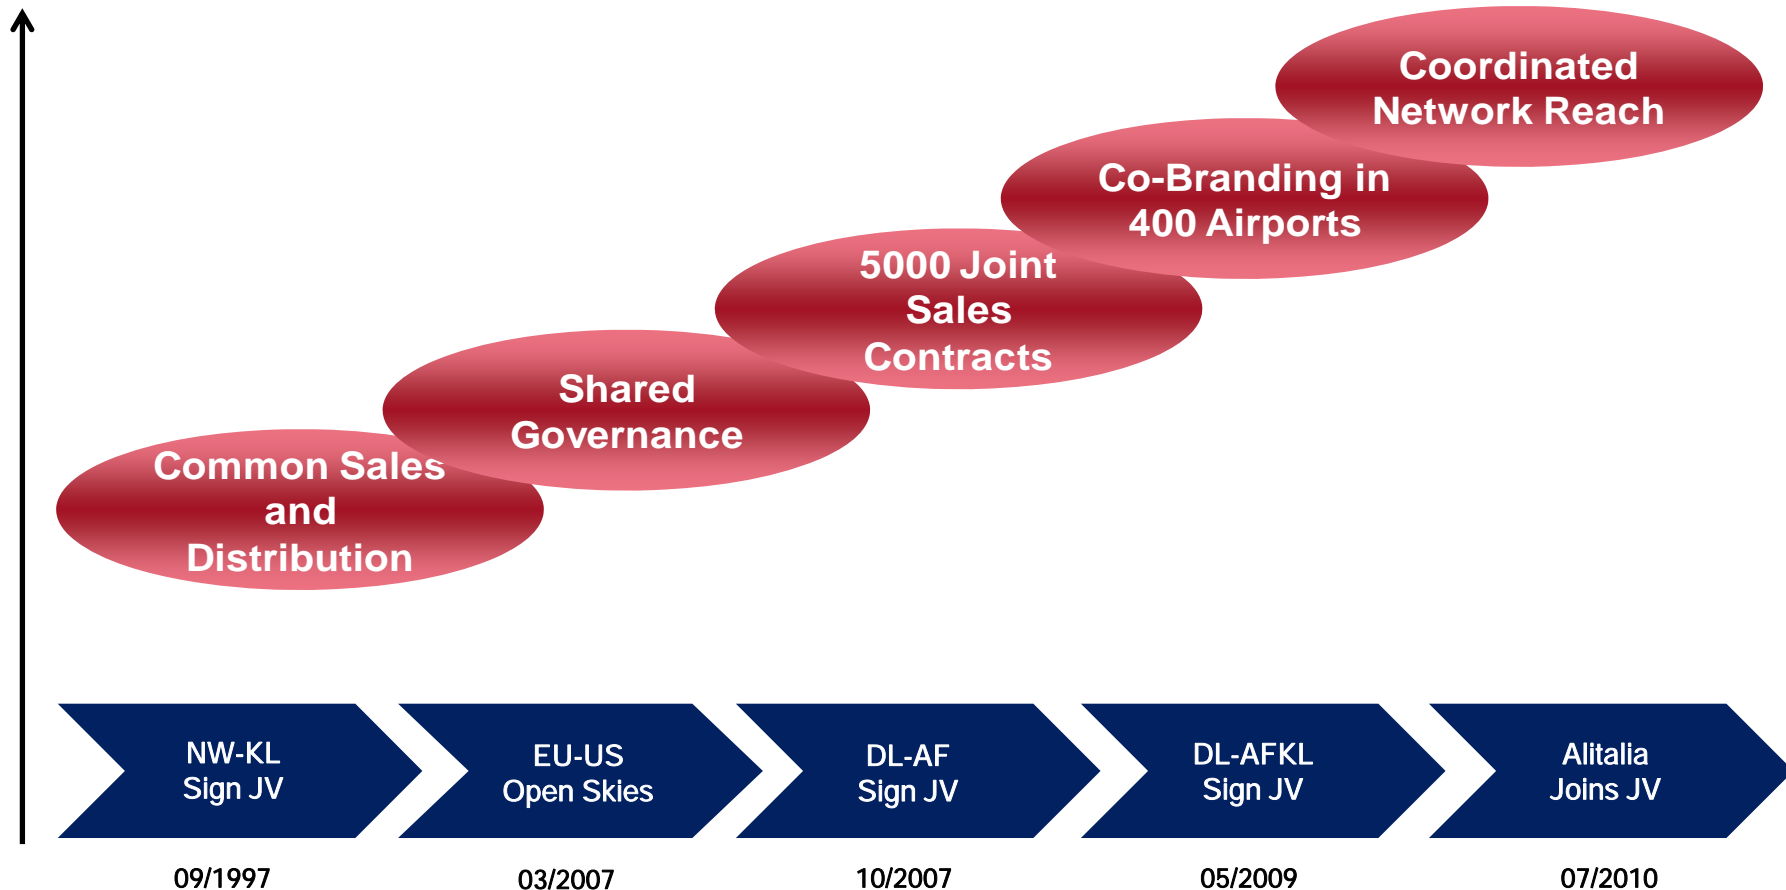 Coordinated
Network Reach
Co-Branding in
400 Airports
5000 Joint
Sales
Contracts
Shared
Governance
Common Sales
and
Distribution
NW-KL
Sign JV
EU-US
Open Skies
DL-AF
Sign JV
DL-AFKL
Sign JV
Alitalia
Joins JV
09/1997
03/2007
10/2007
05/2009
07/2010